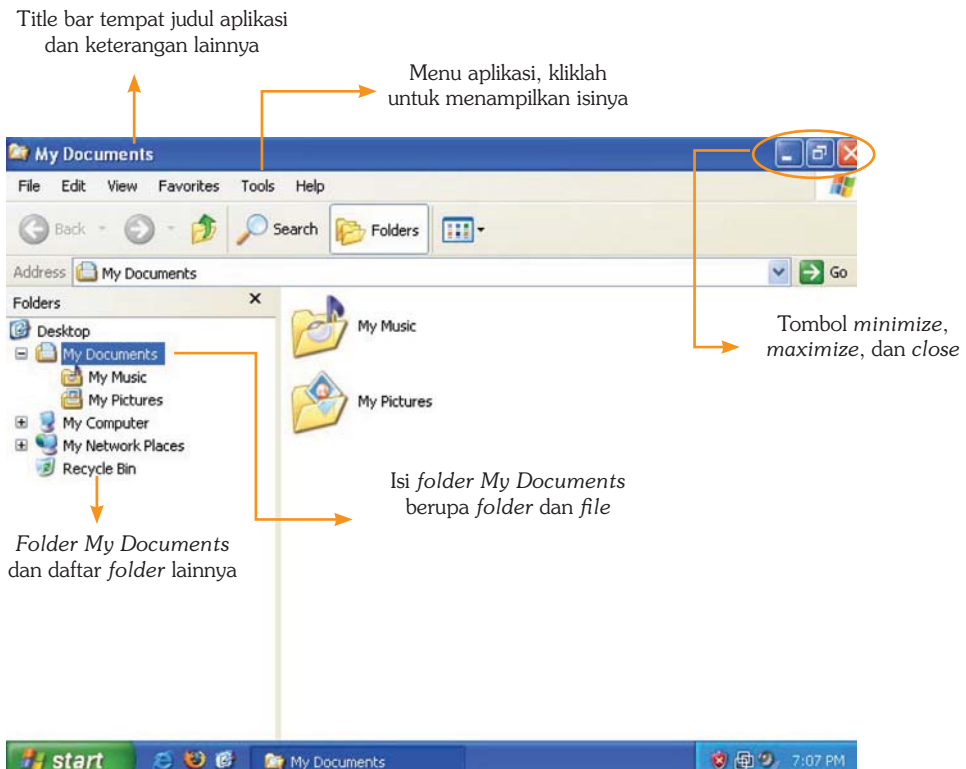 Title bar tempat judul aplikasi
dan keterangan lainnya
Menu aplikasi, kliklah
untuk menampilkan isinya
My Documents
File Edit View Favorites Tools Help
Back Search Folders
Address My Documents Go
Folders x
Desktop
My Documents
My Music
My Pictures
My Computer
My Network Places
Recycle Bin
My Music
My Pictures
Tombol minimize,
maximize, dan close
Isi folder My Documents
berupa folder dan file
Folder My Documents
dan daftar folder lainnya
start My Documents 7:07 PM